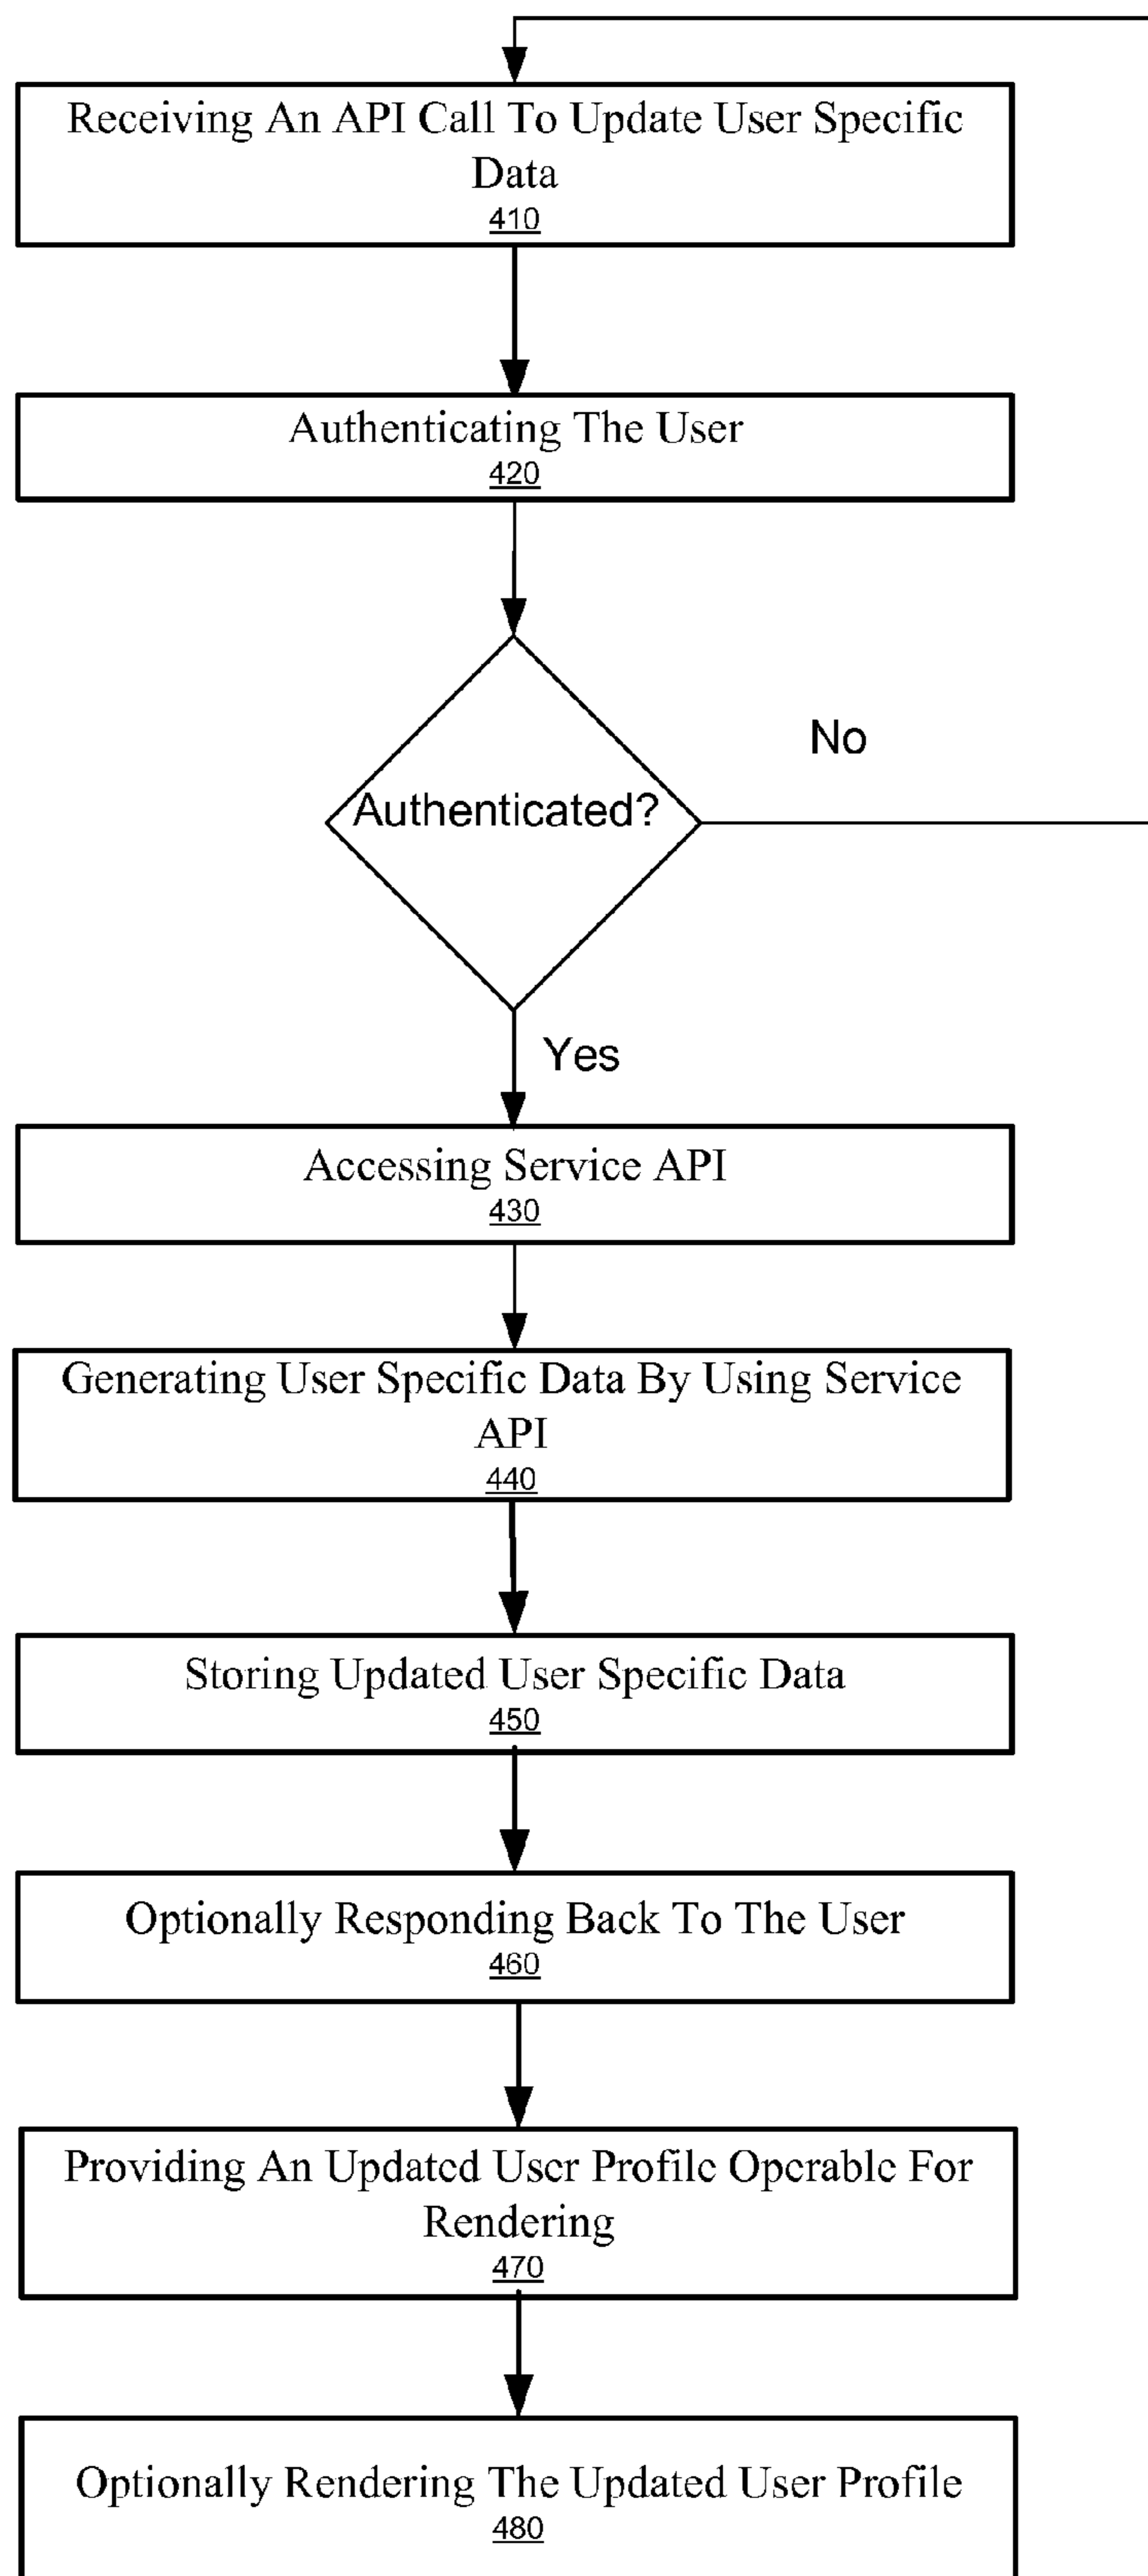 Receiving An API Call To Update User Specific
Data
410
Authenticating The User
420
No
Authenticated?
Yes
Accessing Service API
430
Generating User Specific Data By Using Service
API
440
Storing Updated User Specific Data
450
Optionally Responding Back To The User
460
Providing An Updated User Profile Operable For
Rendering
470
Optionally Rendering The Updated User Profile
480